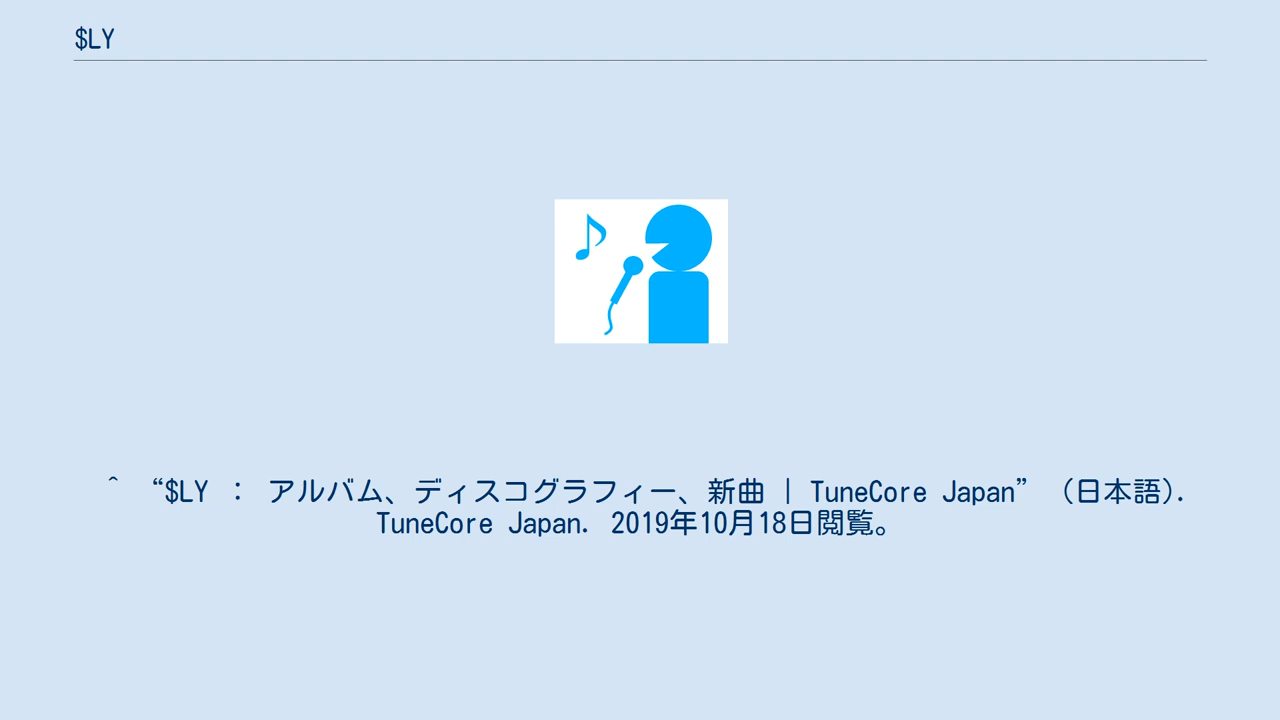 $LY
^ “$LY : アルバム、ディスコグラフィー、新曲 | TuneCore Japan” (日本語).
TuneCore Japan. 2019年10月18日閲覧。